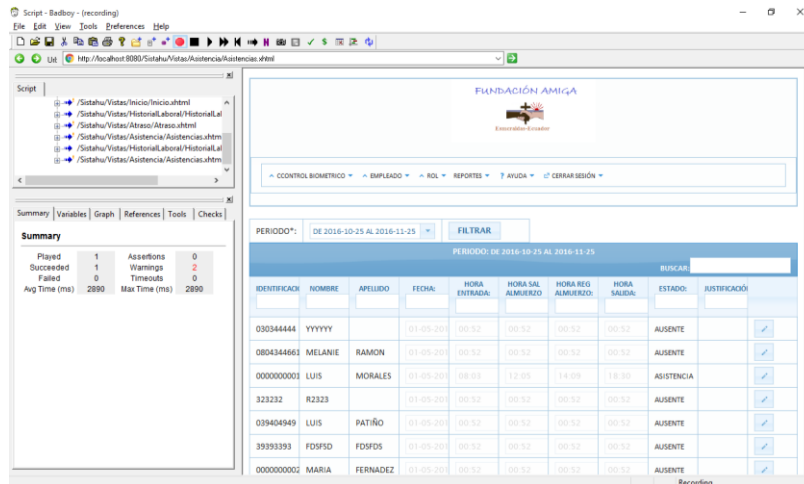 Script - Badboy - (recording)
File Edit View Tools Preferences Help
Url: http://localhost:8080/Sistahu/Vistas/Asistencia/Asistencias.xhtml
Script
/Sistahu/Vistas/Inicio/Inicio.xhtml
/Sistahu/Vistas/HistorialLaboral/HistorialLal
/Sistahu/Vistas/Atraso/Atraso.xhtml
/Sistahu/Vistas/Asistencia/Asistencias.xhtm
/Sistahu/Vistas/HistorialLaboral/HistorialLal
/Sistahu/Vistas/Asistencia/Asistencias.xhtm
Summary Variables Graph References Tools Checks
Summary
Played 1 Assertions 0
Succeeded 1 Warnings 2
Failed 0 Timeouts 0
Avg Time (ms) 2890 Max Time (ms) 2890
FUNDACIÓN AMIGA
Esmeraldas-Ecuador
CCONTROL BIOMETRICO EMPLEADO ROL REPORTES ? AYUDA CERRAR SESIÓN
PERIODO*: DE 2016-10-25 AL 2016-11-25 FILTRAR
PERIODO: DE 2016-10-25 AL 2016-11-25
BUSCAR:
IDENTIFICACI NOMBRE APELLIDO FECHA: HORA ENTRADA: HORA SAL ALMUERZO HORA REG ALMUERZO: HORA SALIDA: ESTADO: JUSTIFICACIÓ
030344444 YYYYYY 01-05-201 00:52 00:52 00:52 00:52 AUSENTE
0804344661 MELANIE RAMON 01-05-201 00:52 00:52 00:52 00:52 AUSENTE
0000000001 LUIS MORALES 01-05-201 08:03 12:05 14:09 18:30 ASISTENCIA
323232 R2323 01-05-201 00:52 00:52 00:52 00:52 AUSENTE
039404949 LUIS PATIÑO 01-05-201 00:52 00:52 00:52 00:52 AUSENTE
39393393 FDSFSD FDSFDS 01-05-201 00:52 00:52 00:52 00:52 AUSENTE
0000000002 MARIA FERNADEZ 01-05-201 00:52 00:52 00:52 00:52 AUSENTE
Recording